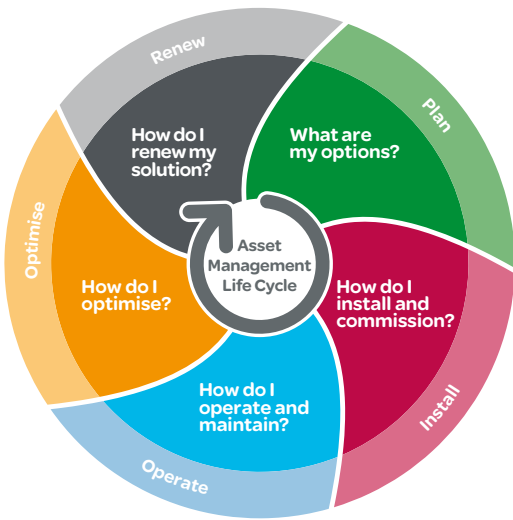 Renew
How do I
renew my
solution?
Plan
What are
my options?
Install
How do I
install and
commission?
Operate
How do I
operate and
maintain?
Optimise
How do I
optimise?
Asset
Management
Life Cycle